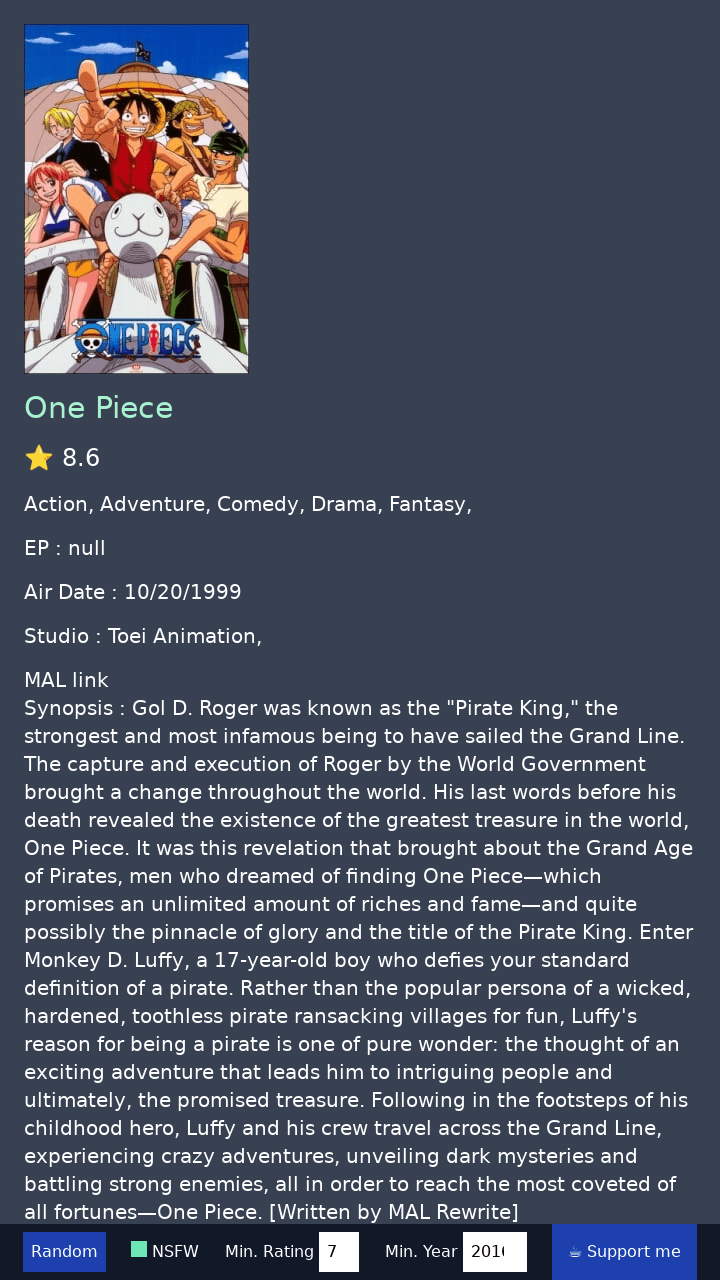 ONE PIECE
One Piece
⭐ 8.6
Action, Adventure, Comedy, Drama, Fantasy,
EP : null
Air Date : 10/20/1999
Studio : Toei Animation,
MAL link
Synopsis : Gol D. Roger was known as the "Pirate King," the
strongest and most infamous being to have sailed the Grand Line.
The capture and execution of Roger by the World Government
brought a change throughout the world. His last words before his
death revealed the existence of the greatest treasure in the world,
One Piece. It was this revelation that brought about the Grand Age
of Pirates, men who dreamed of finding One Piece—which
promises an unlimited amount of riches and fame—and quite
possibly the pinnacle of glory and the title of the Pirate King. Enter
Monkey D. Luffy, a 17-year-old boy who defies your standard
definition of a pirate. Rather than the popular persona of a wicked,
hardened, toothless pirate ransacking villages for fun, Luffy's
reason for being a pirate is one of pure wonder: the thought of an
exciting adventure that leads him to intriguing people and
ultimately, the promised treasure. Following in the footsteps of his
childhood hero, Luffy and his crew travel across the Grand Line,
experiencing crazy adventures, unveiling dark mysteries and
battling strong enemies, all in order to reach the most coveted of
all fortunes—One Piece. [Written by MAL Rewrite]
Random NSFW Min. Rating 7 Min. Year 201 ☕ Support me